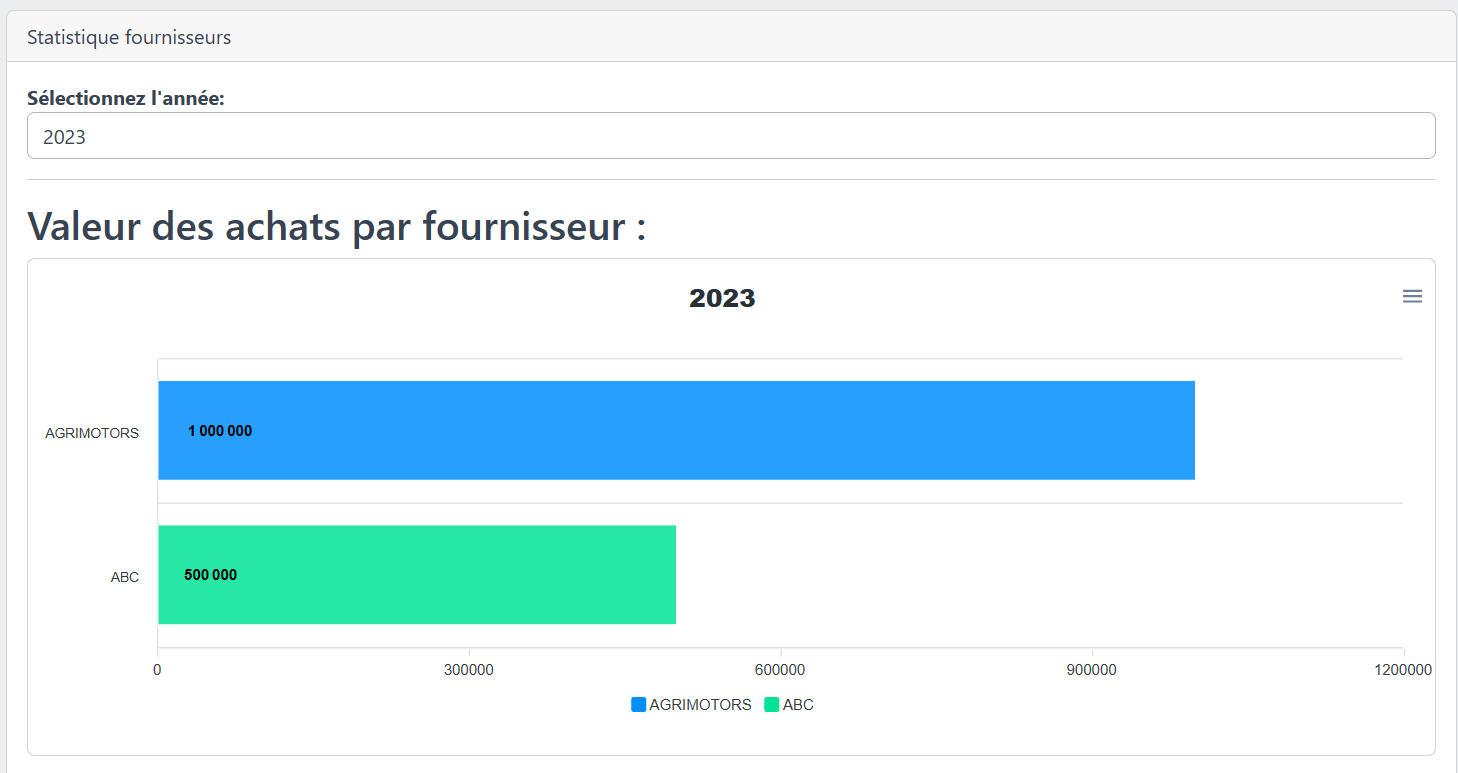 Statistique fournisseurs
Sélectionnez l'année:
2023
Valeur des achats par fournisseur :
2023
AGRIMOTORS
1 000 000
ABC
500 000
0 300000 600000 900000 1200000
AGRIMOTORS ABC